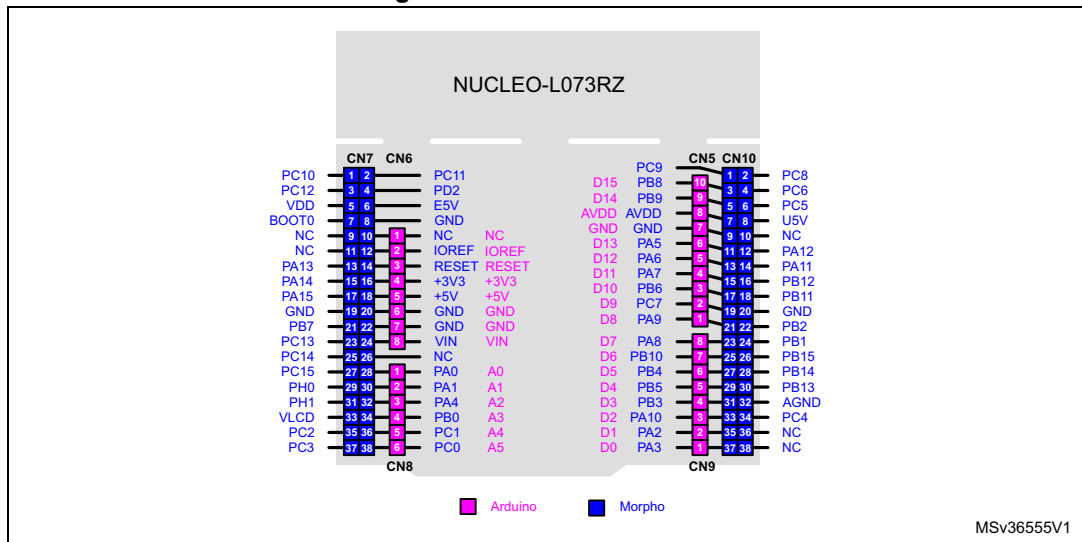 NUCLEO-L073RZ
CN7 CN6 CN5 CN10
PC9
PC10 1 2 PC11 1 2 PC8
PC12 3 4 PD2 D15 PB8 10 3 4 PC6
VDD 5 6 E5V D14 PB9 9 5 6 PC5
BOOT0 7 8 GND AVDD AVDD 8 7 8 U5V
NC 9 10 1 NC NC GND GND 7 9 10 NC
NC 11 12 2 IOREF IOREF D13 PA5 6 11 12 PA12
PA13 13 14 3 RESET RESET D12 PA6 5 13 14 PA11
PA14 15 16 4 +3V3 +3V3 D11 PA7 4 15 16 PB12
PA15 17 18 5 +5V +5V D10 PB6 3 17 18 PB11
GND 19 20 6 GND GND D9 PC7 2 19 20 GND
PB7 21 22 7 GND GND D8 PA9 1 21 22 PB2
PC13 23 24 8 VIN VIN D7 PA8 8 23 24 PB1
PC14 25 26 NC D6 PB10 7 25 26 PB15
PC15 27 28 1 PA0 A0 D5 PB4 6 27 28 PB14
PH0 29 30 2 PA1 A1 D4 PB5 5 29 30 PB13
PH1 31 32 3 PA4 A2 D3 PB3 4 31 32 AGND
VLCD 33 34 4 PB0 A3 D2 PA10 3 33 34 PC4
PC2 35 36 5 PC1 A4 D1 PA2 2 35 36 NC
PC3 37 38 6 PC0 A5 D0 PA3 1 37 38 NC
CN8 CN9
Arduino Morpho
MSv36555V1